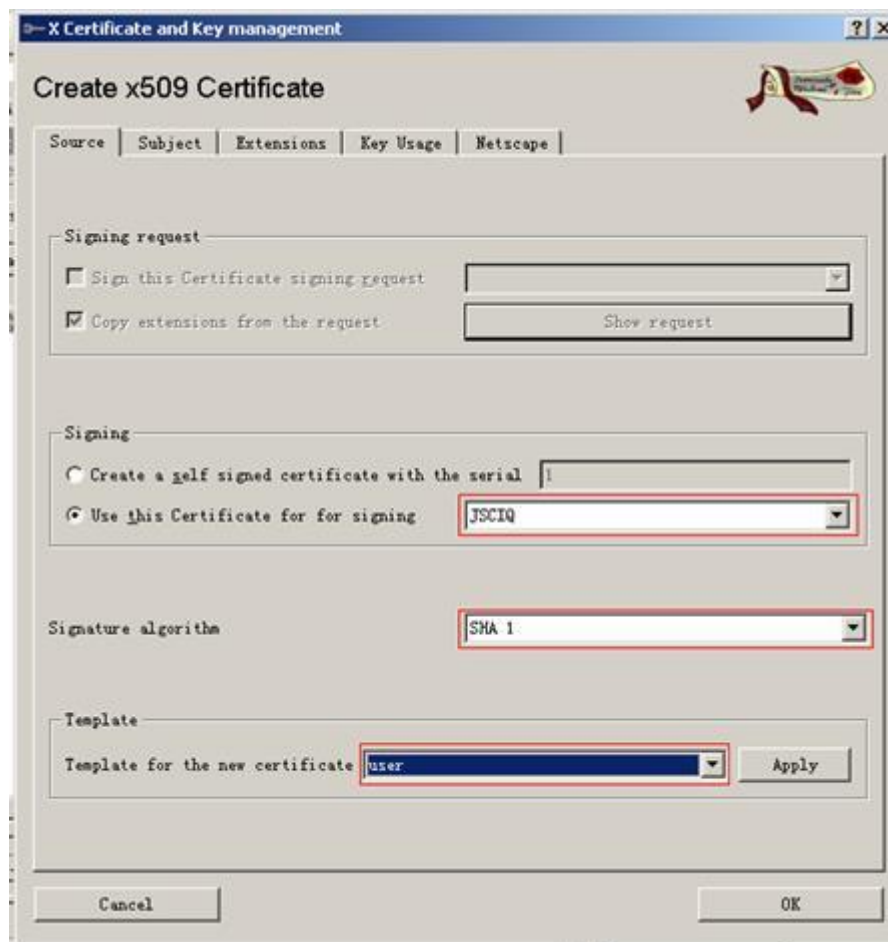 X Certificate and Key management
Create x509 Certificate
Source Subject Extensions Key Usage Netscape
Signing request
Sign this Certificate signing request
Copy extensions from the request Show request
Signing
Create a self signed certificate with the serial 1
Use this Certificate for for signing JSCIQ
Signature algorithm SHA 1
Template
Template for the new certificate user Apply
Cancel OK